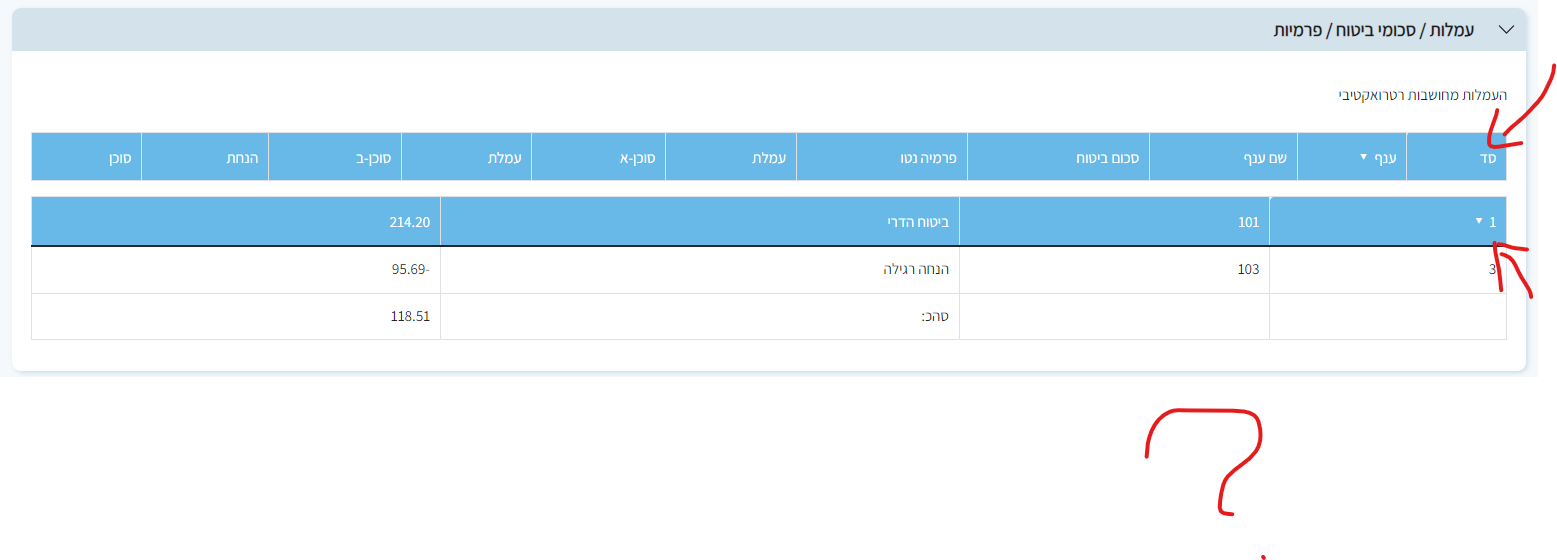 עמלות / סכומי ביטוח / פרמיות
העמלות מחושבות רטרואקטיבי
סד ענף שם ענף סכום ביטוח פרמיה נטו עמלת סוכן-א עמלת סוכן-ב הנחת סוכן
1 101 ביטוח הדרי 214.20
3 103 הנחה רגילה -95.69
סהכ: 118.51
?